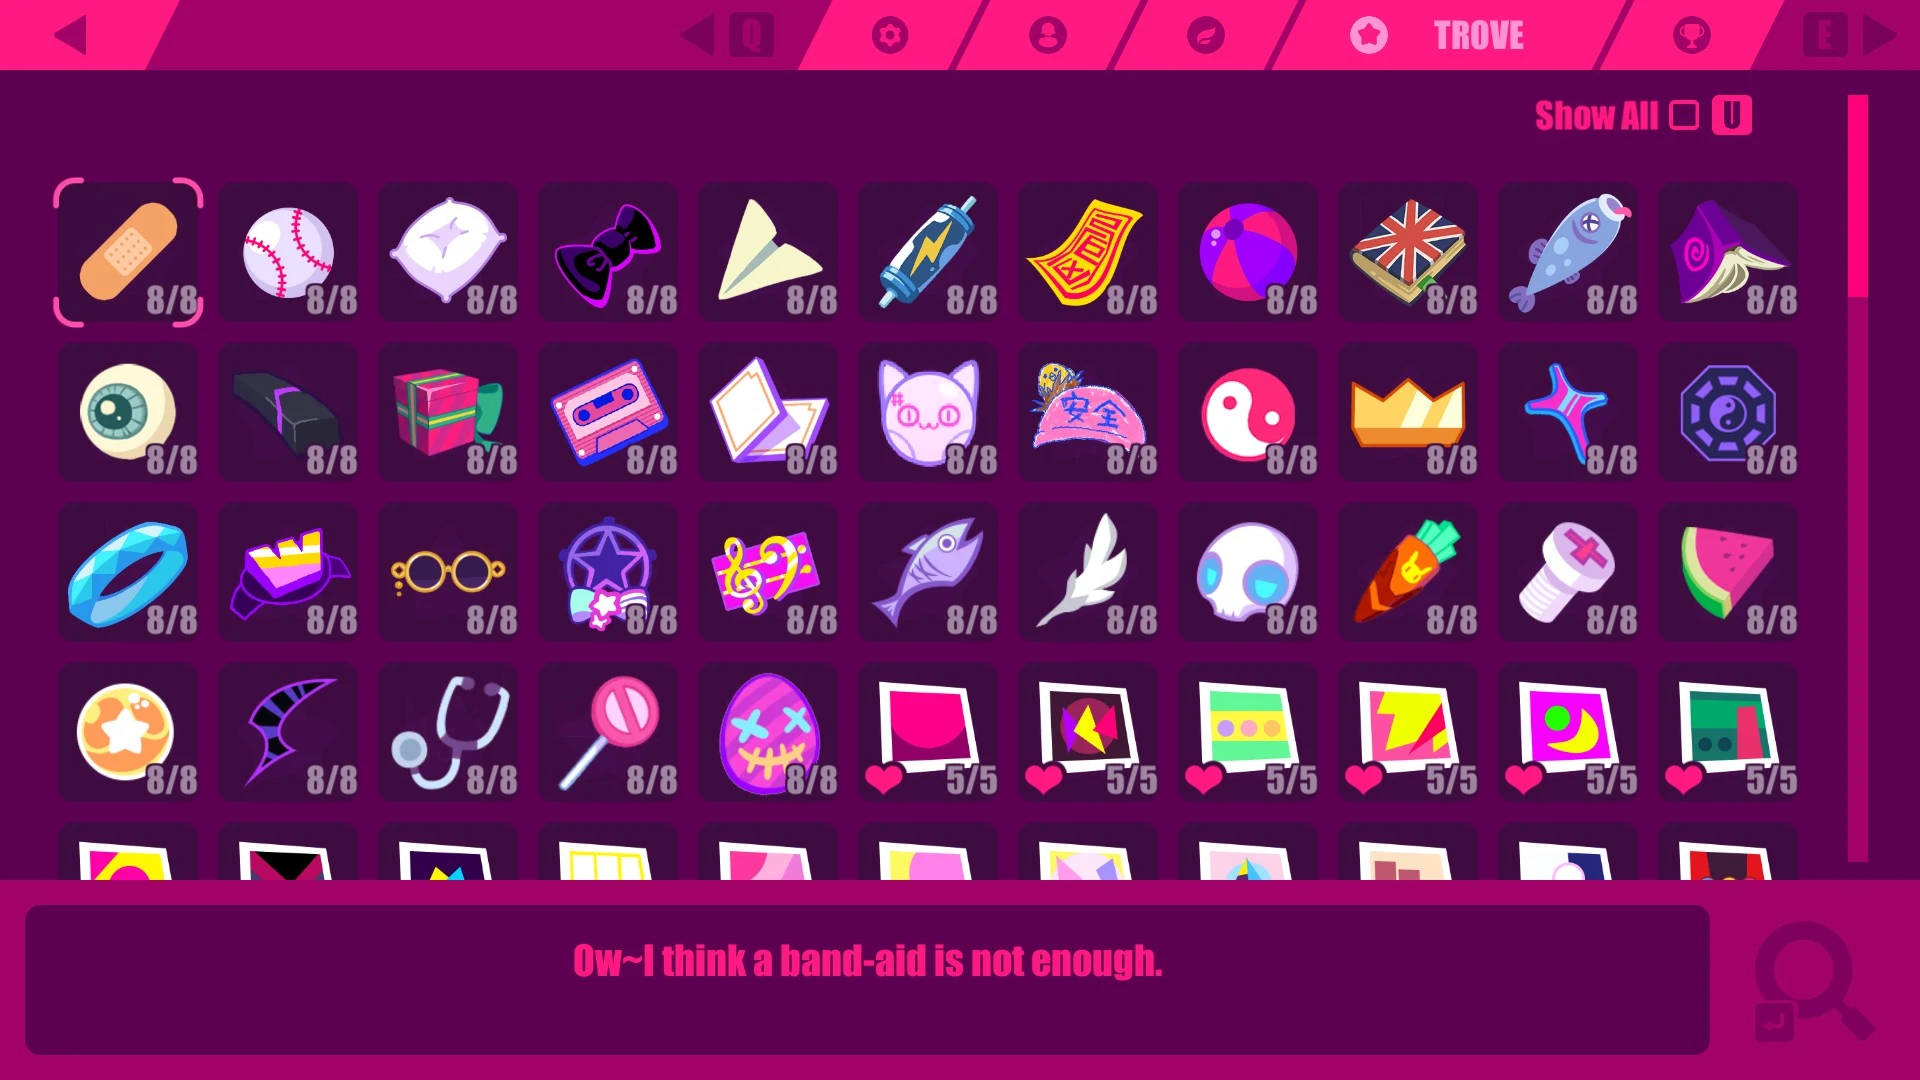 Q TROVE E
Show All U
8/8 8/8 8/8 8/8 8/8 8/8 8/8 8/8 8/8 8/8 8/8
安全
8/8 8/8 8/8 8/8 8/8 8/8 8/8 8/8 8/8 8/8 8/8
8/8 8/8 8/8 8/8 8/8 8/8 8/8 8/8 8/8 8/8 8/8
8/8 8/8 8/8 8/8 8/8 5/5 5/5 5/5 5/5 5/5 5/5
Ow~I think a band-aid is not enough.